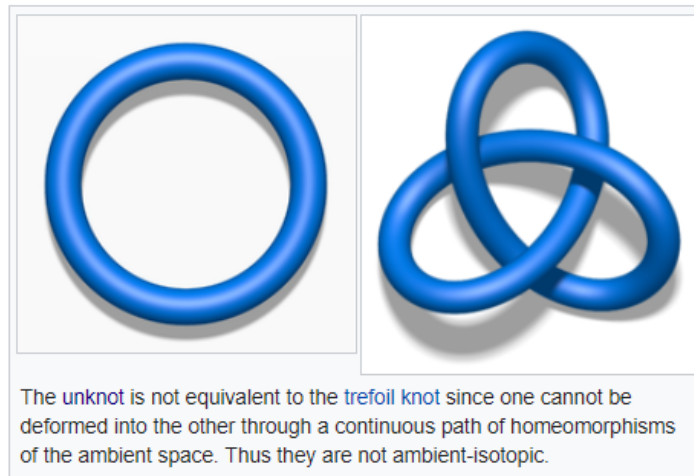 The unknot is not equivalent to the trefoil knot since one cannot be
deformed into the other through a continuous path of homeomorphisms
of the ambient space. Thus they are not ambient-isotopic.